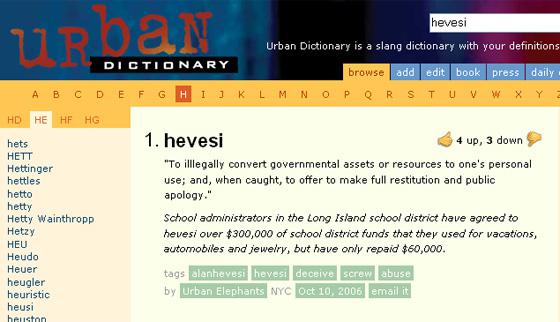 urban
DICTIONARY
hevesi
Urban Dictionary is a slang dictionary with your definitions
browse add edit book press daily
A B C D E F G H I J K L M N O P Q R S T U V W X Y Z
HD HE HF HG
hets
HETT
Hettinger
hettles
hetto
hetty
Hetty Wainthropp
Hetzy
HEU
Heudo
Heuer
heugler
heuristic
heusi
heuston
1. hevesi
4 up, 3 down
"To illlegally convert governmental assets or resources to one's personal
use; and, when caught, to offer to make full restitution and public
apology."
School administrators in the Long Island school district have agreed to
hevesi over $300,000 of school district funds that they used for vacations,
automobiles and jewelry, but have only repaid $60,000.
tags alanhevesi hevesi deceive screw abuse
by Urban Elephants NYC Oct 10, 2006 email it